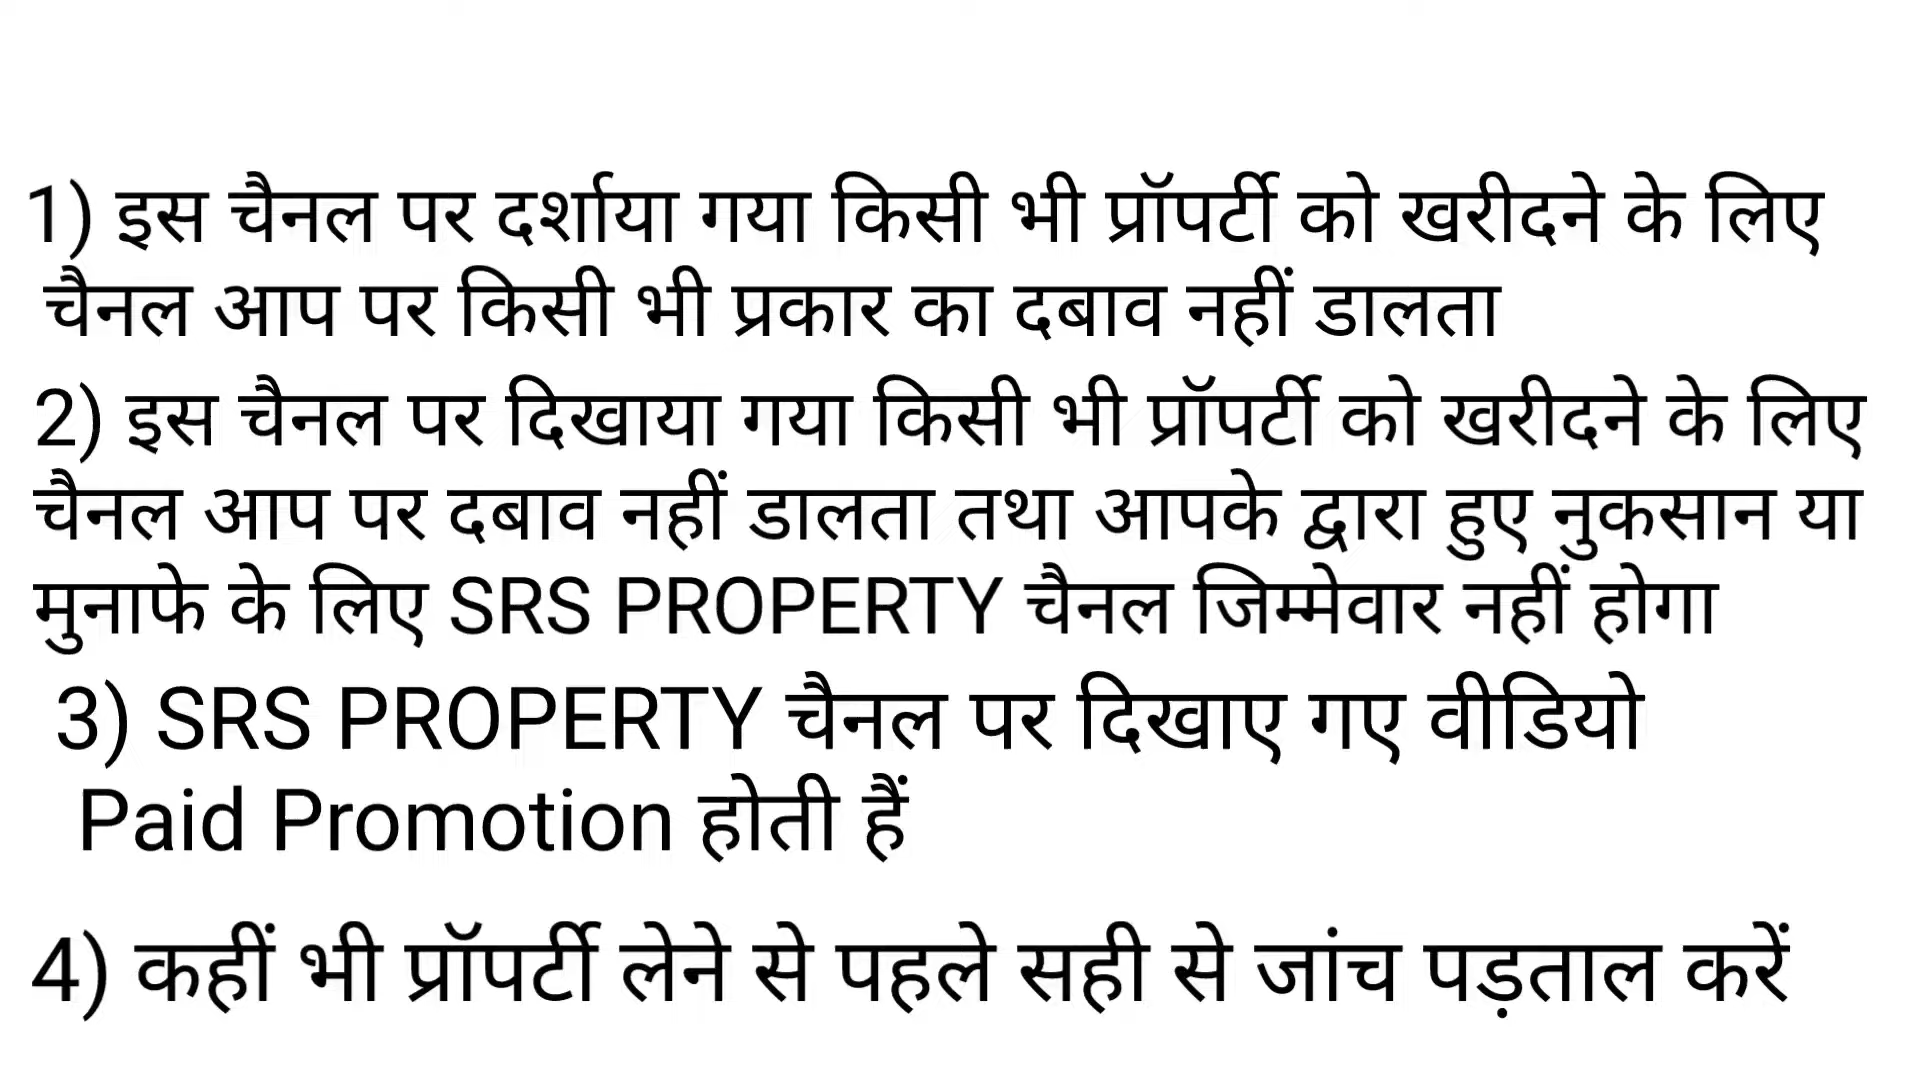 1) इस चैनल पर दर्शाया गया किसी भी प्रॉपर्टी को खरीदने के लिए
चैनल आप पर किसी भी प्रकार का दबाव नहीं डालता
2) इस चैनल पर दिखाया गया किसी भी प्रॉपर्टी को खरीदने के लिए
चैनल आप पर दबाव नहीं डालता तथा आपके द्वारा हुए नुकसान या
मुनाफे के लिए SRS PROPERTY चैनल जिम्मेवार नहीं होगा
3) SRS PROPERTY चैनल पर दिखाए गए वीडियो
Paid Promotion होती हैं
4) कहीं भी प्रॉपर्टी लेने से पहले सही से जांच पड़ताल करें